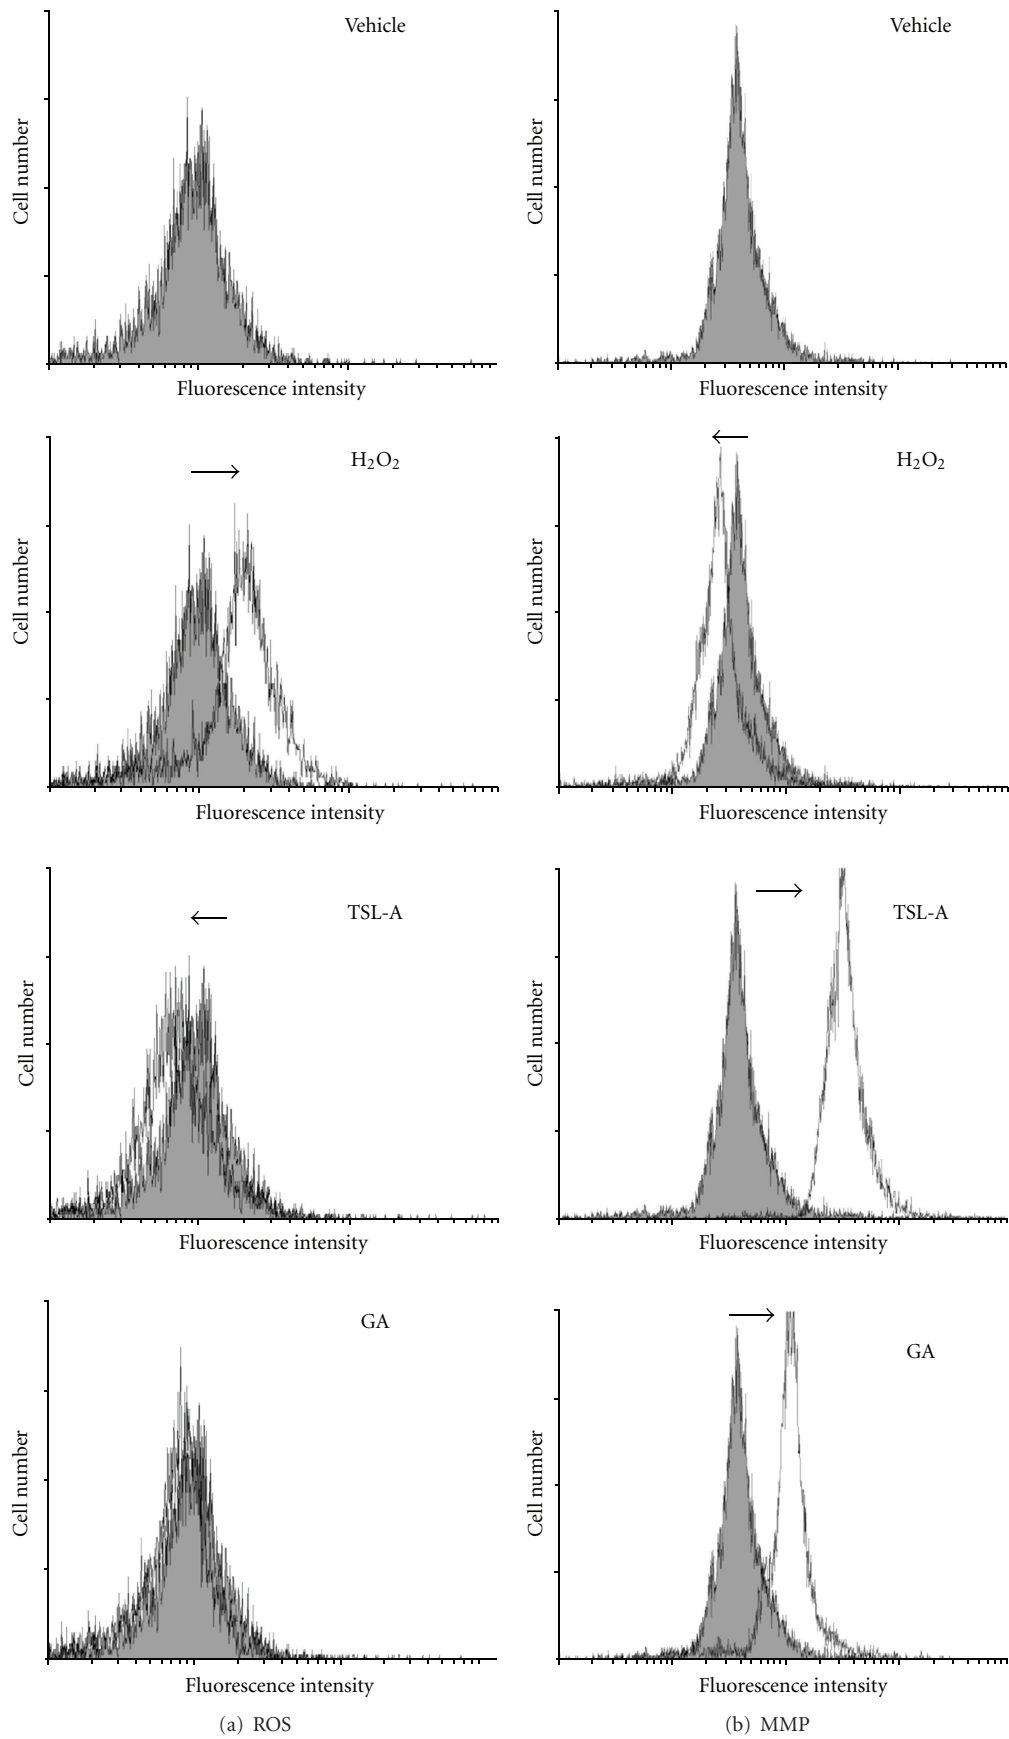 Vehicle
Cell number
Fluorescence intensity
Vehicle
Cell number
Fluorescence intensity
H₂O₂
Cell number
Fluorescence intensity
H₂O₂
Cell number
Fluorescence intensity
TSL-A
Cell number
Fluorescence intensity
TSL-A
Cell number
Fluorescence intensity
GA
Cell number
Fluorescence intensity
GA
Cell number
Fluorescence intensity
(a) ROS
(b) MMP